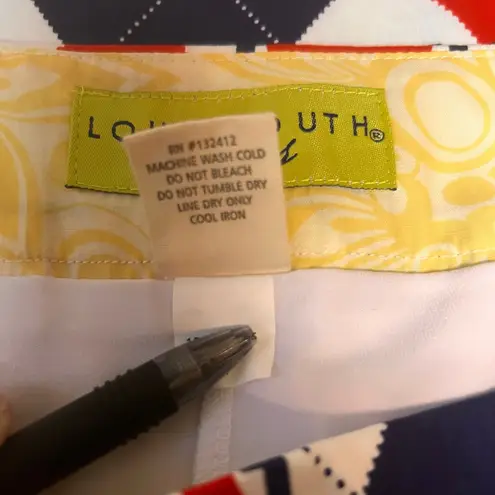 LOU OUTH®
RN #132412
MACHINE WASH COLD
DO NOT BLEACH
DO NOT TUMBLE DRY
LINE DRY ONLY
COOL IRON